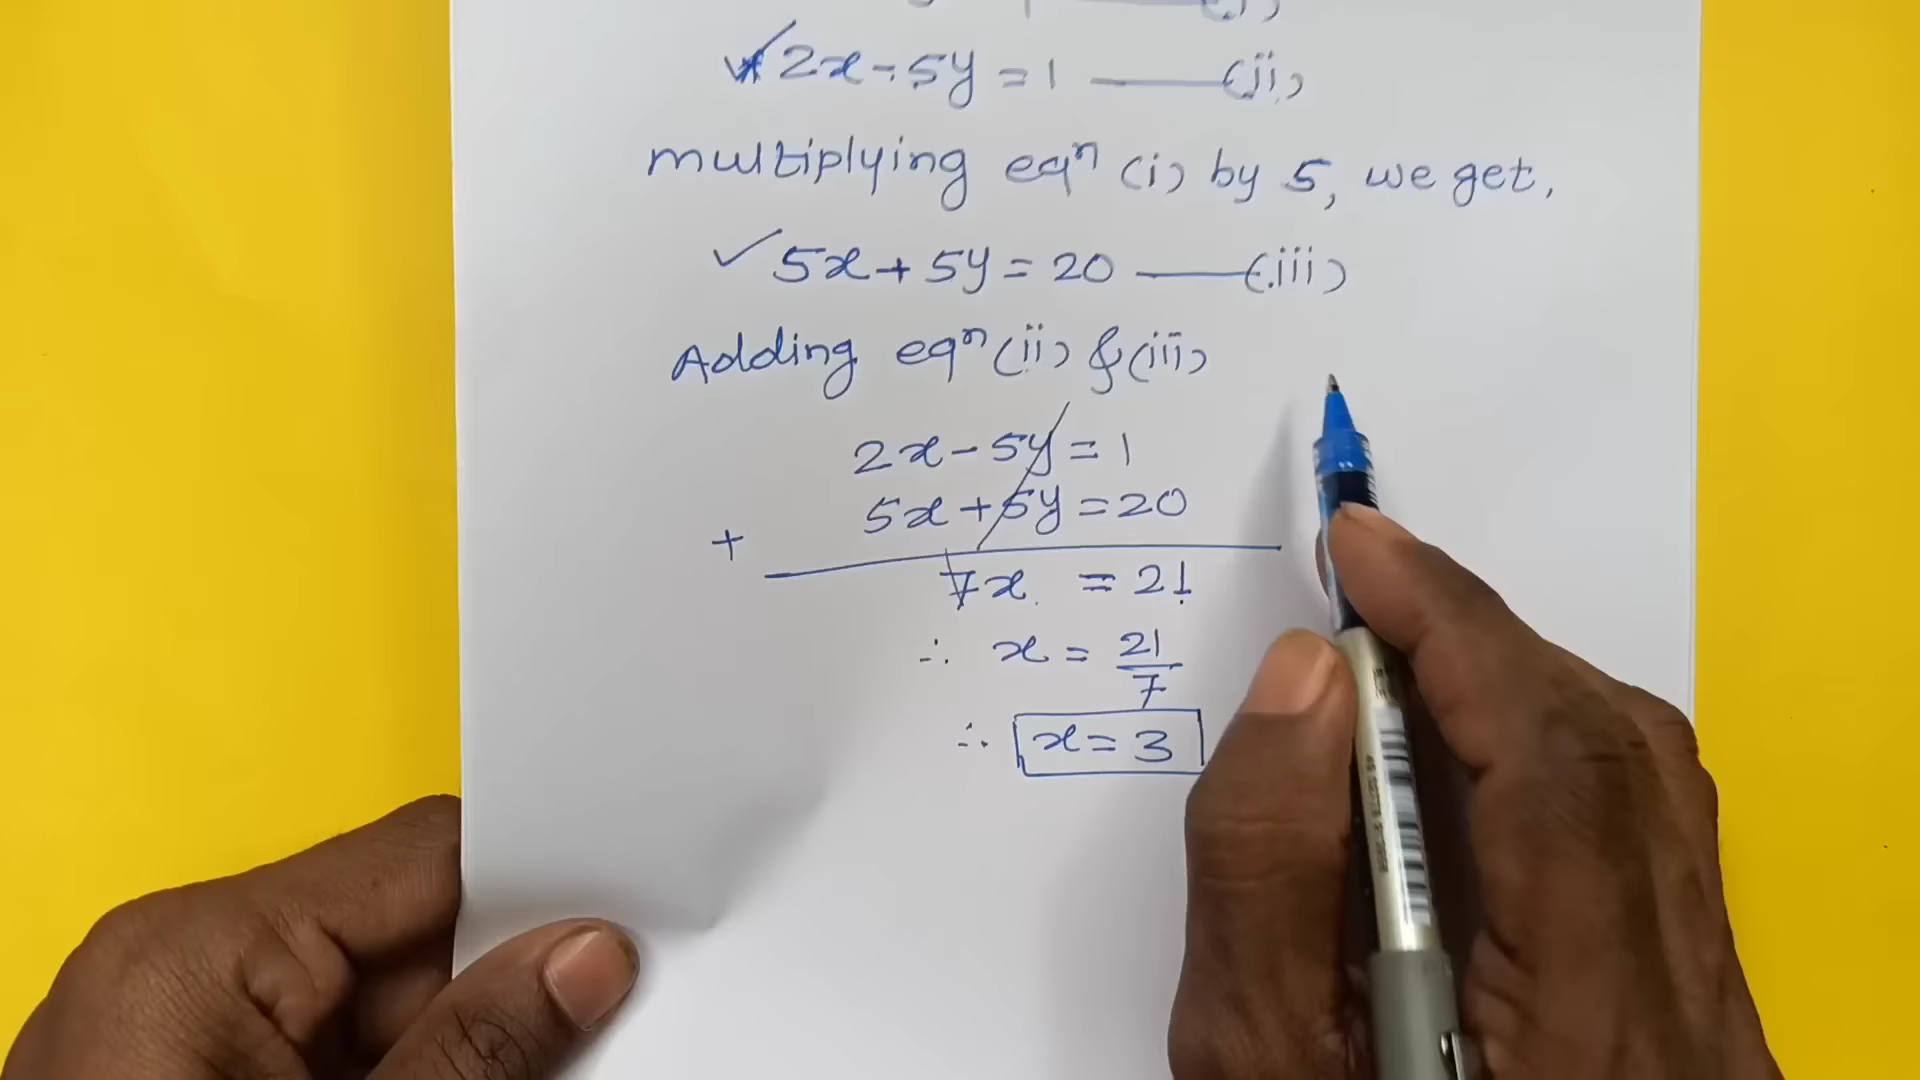 2x-5y=1 ——(ii)
multiplying eqⁿ (i) by 5, we get,
✓5x+5y=20 ——(iii)
Adding eqⁿ (ii) & (iii)
2x-5y=1
5x+5y=20
+
7x =21
∴ x = 21/7
∴ x=3